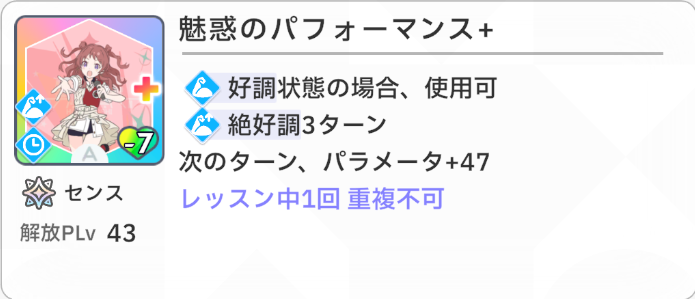 魅惑のパフォーマンス+
好調状態の場合、使用可
絶好調3ターン
次のターン、パラメータ+47
レッスン中1回 重複不可
A
-7
センス
解放PLv 43